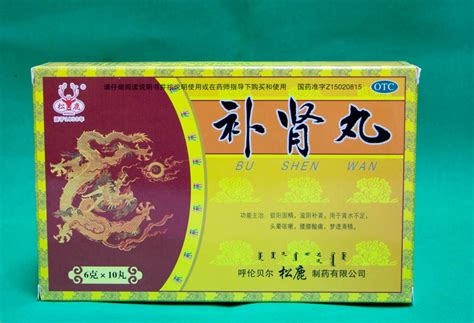 请仔细阅读说明书并按说明使用或在药师指导下购买和使用
国药准字Z15020815
OTC
松鹿
补肾丸
BU SHEN WAN
功能主治：锁阳固精，滋阴补肾。用于肾水不足，
头晕咳嗽，腰膝酸痛，梦遗滑精。
6克×10丸
呼伦贝尔 松鹿 制药有限公司